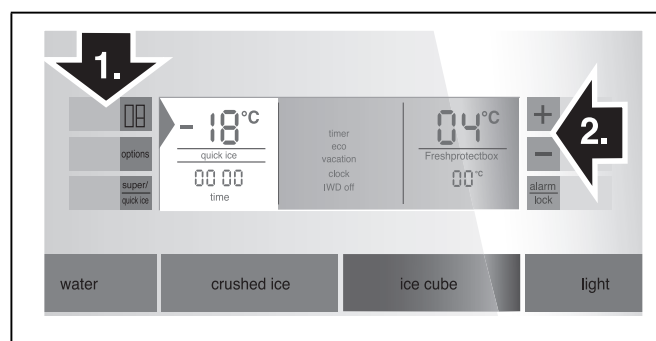 1.
- 18°C
quick ice
00 00
time
timer
eco
vacation
clock
IWD off
04°C
Freshprotectbox
00°C
options
super/
quick ice
+
-
alarm
lock
2.
water
crushed ice
ice cube
light